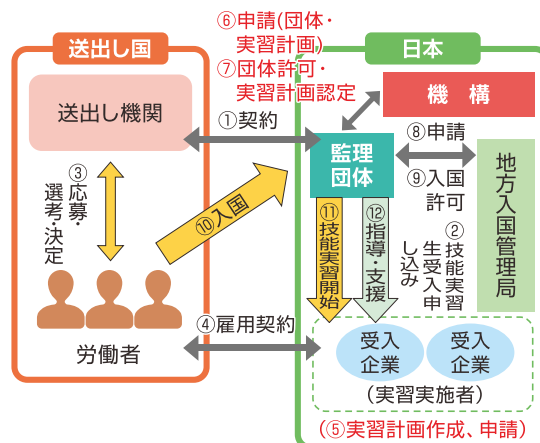 ⑥申請(団体・
実習計画)
⑦団体許可・
実習計画認定
送出し国
日本
送出し機関
機 構
①契約
監理
団体
⑧申請
⑨入国
許可
地方入国管理局
③応募・
選考・決定
⑩入国
⑪技能実習開始
⑫指導・支援
②技能実習
生受入申
し込み
労働者
④雇用契約
受入
企業
受入
企業
(実習実施者)
(⑤実習計画作成、申請)